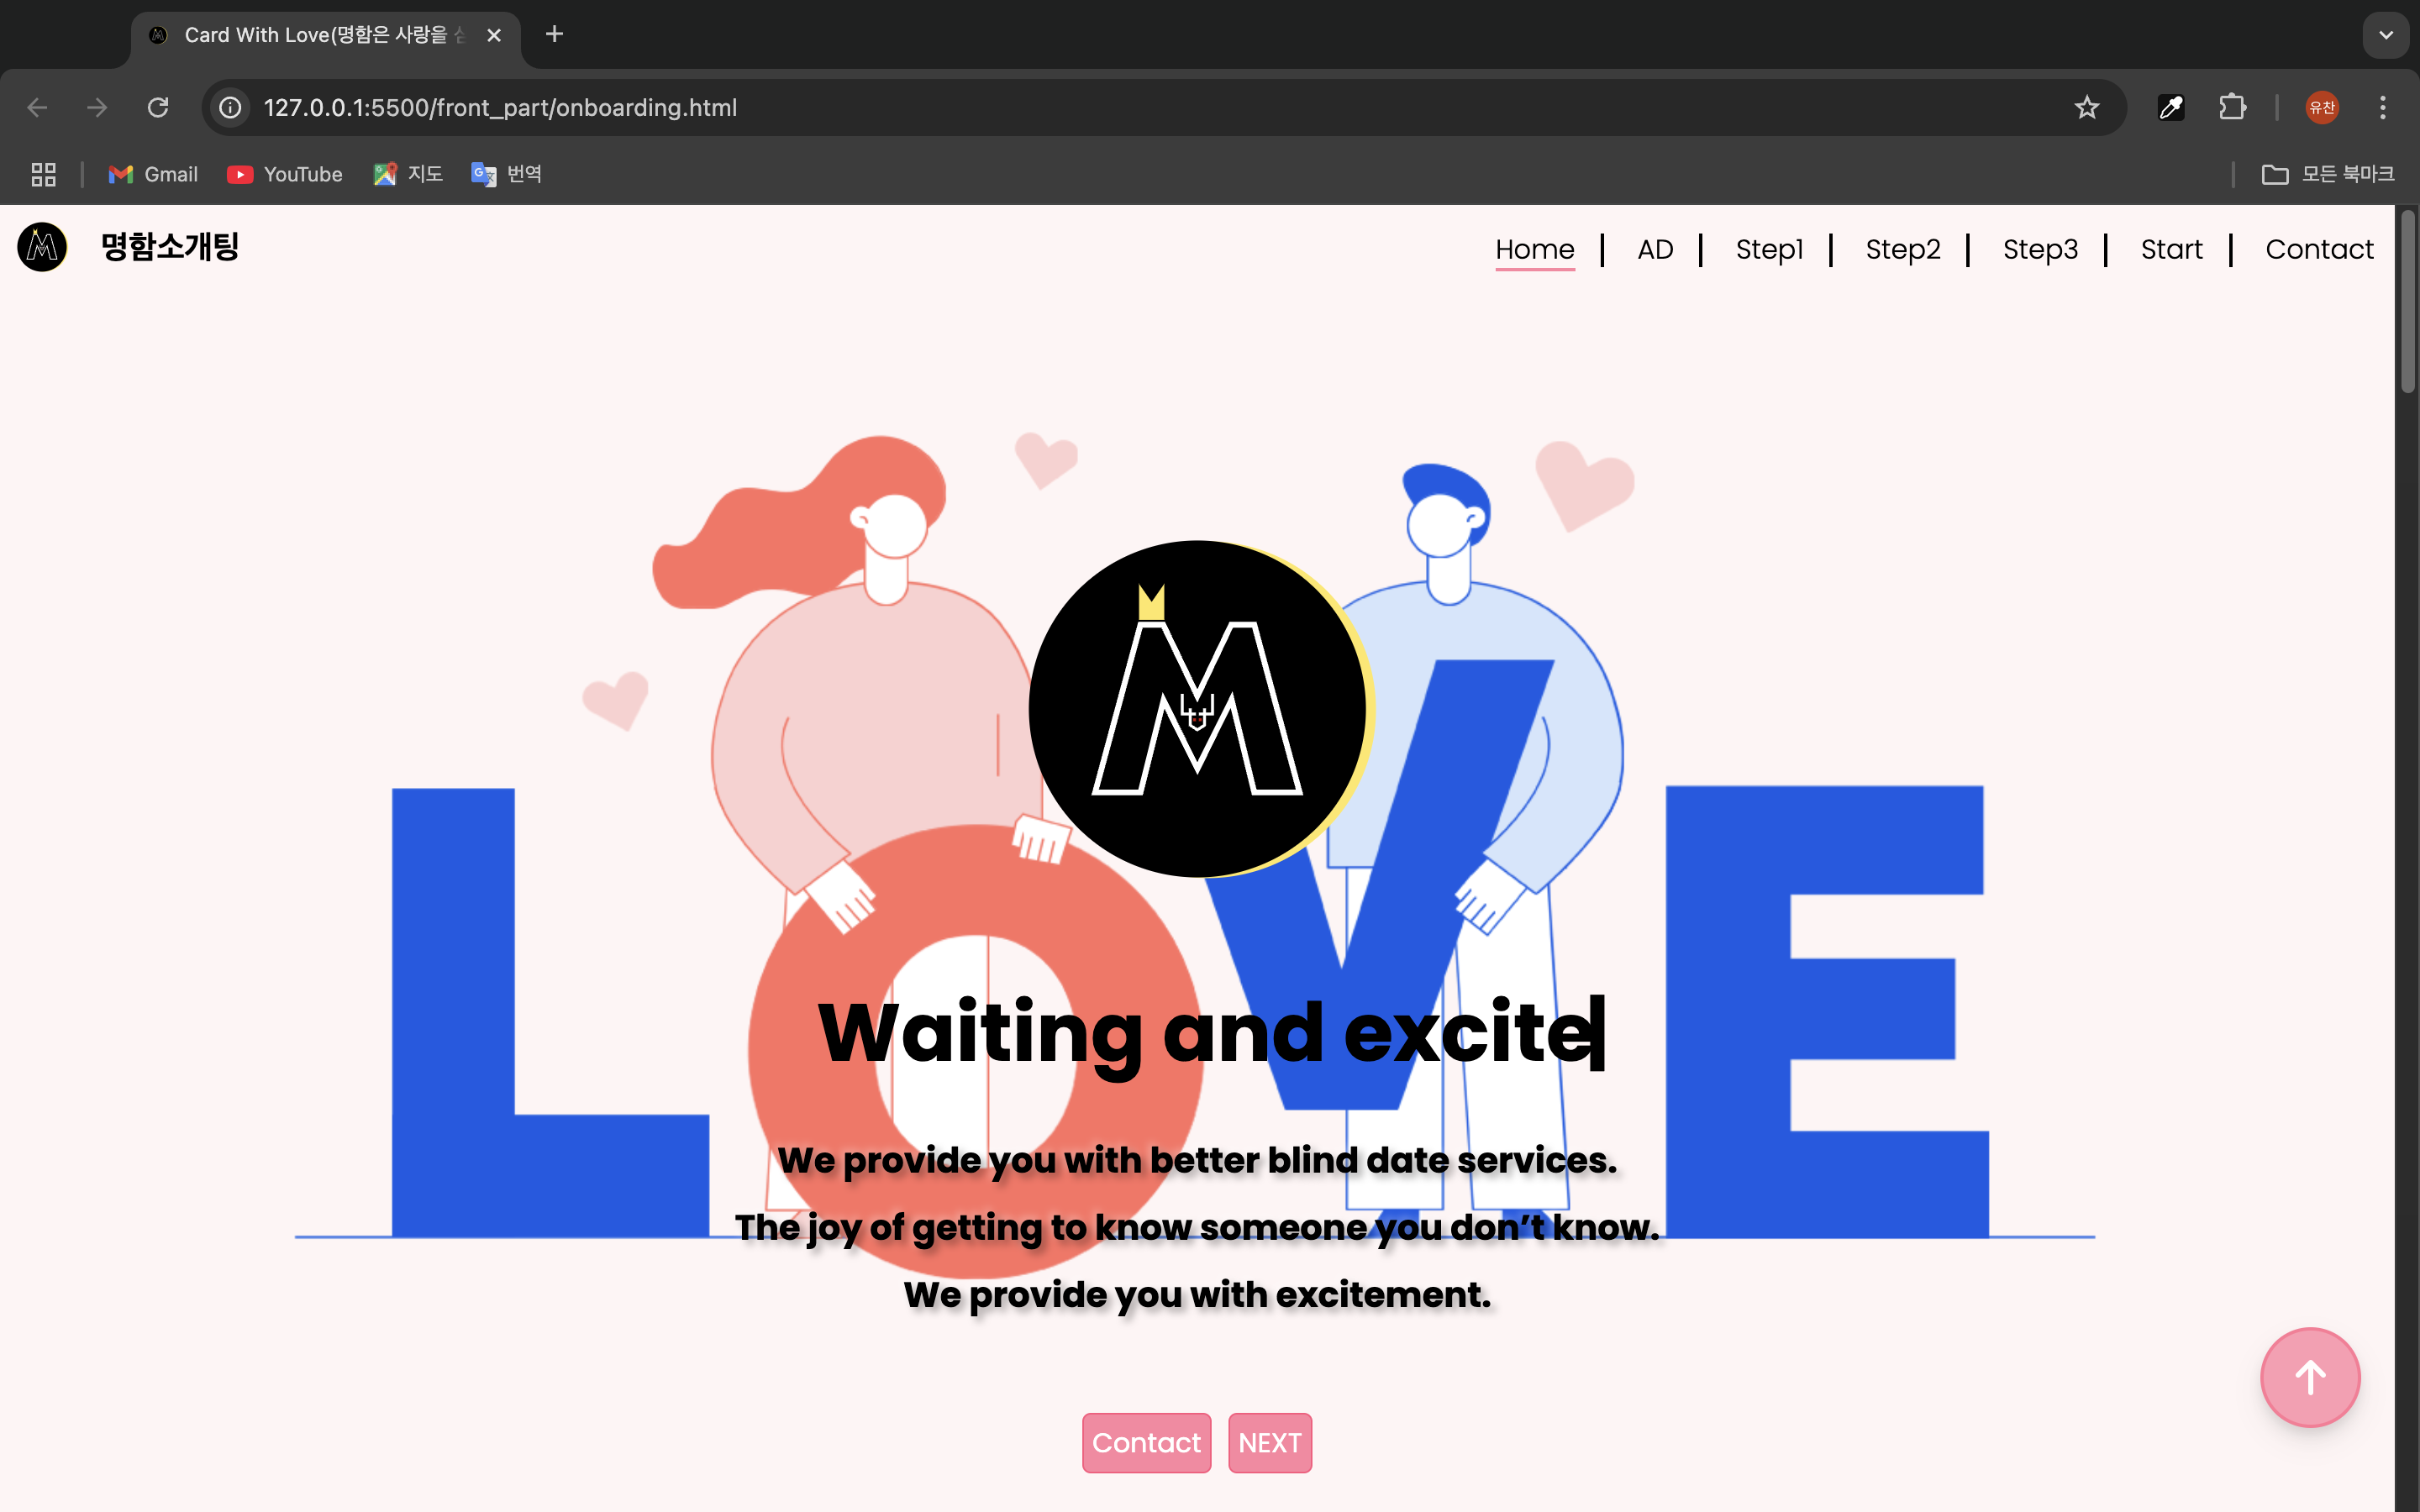 Card With Love(명함은 사랑을
127.0.0.1:5500/front_part/onboarding.html
유찬
Gmail
YouTube
지도
번역
모든 북마크
명함소개팅
Home
AD
Step1
Step2
Step3
Start
Contact
M
LOVE
Waiting and excite
We provide you with better blind date services.
The joy of getting to know someone you don’t know.
We provide you with excitement.
Contact
NEXT